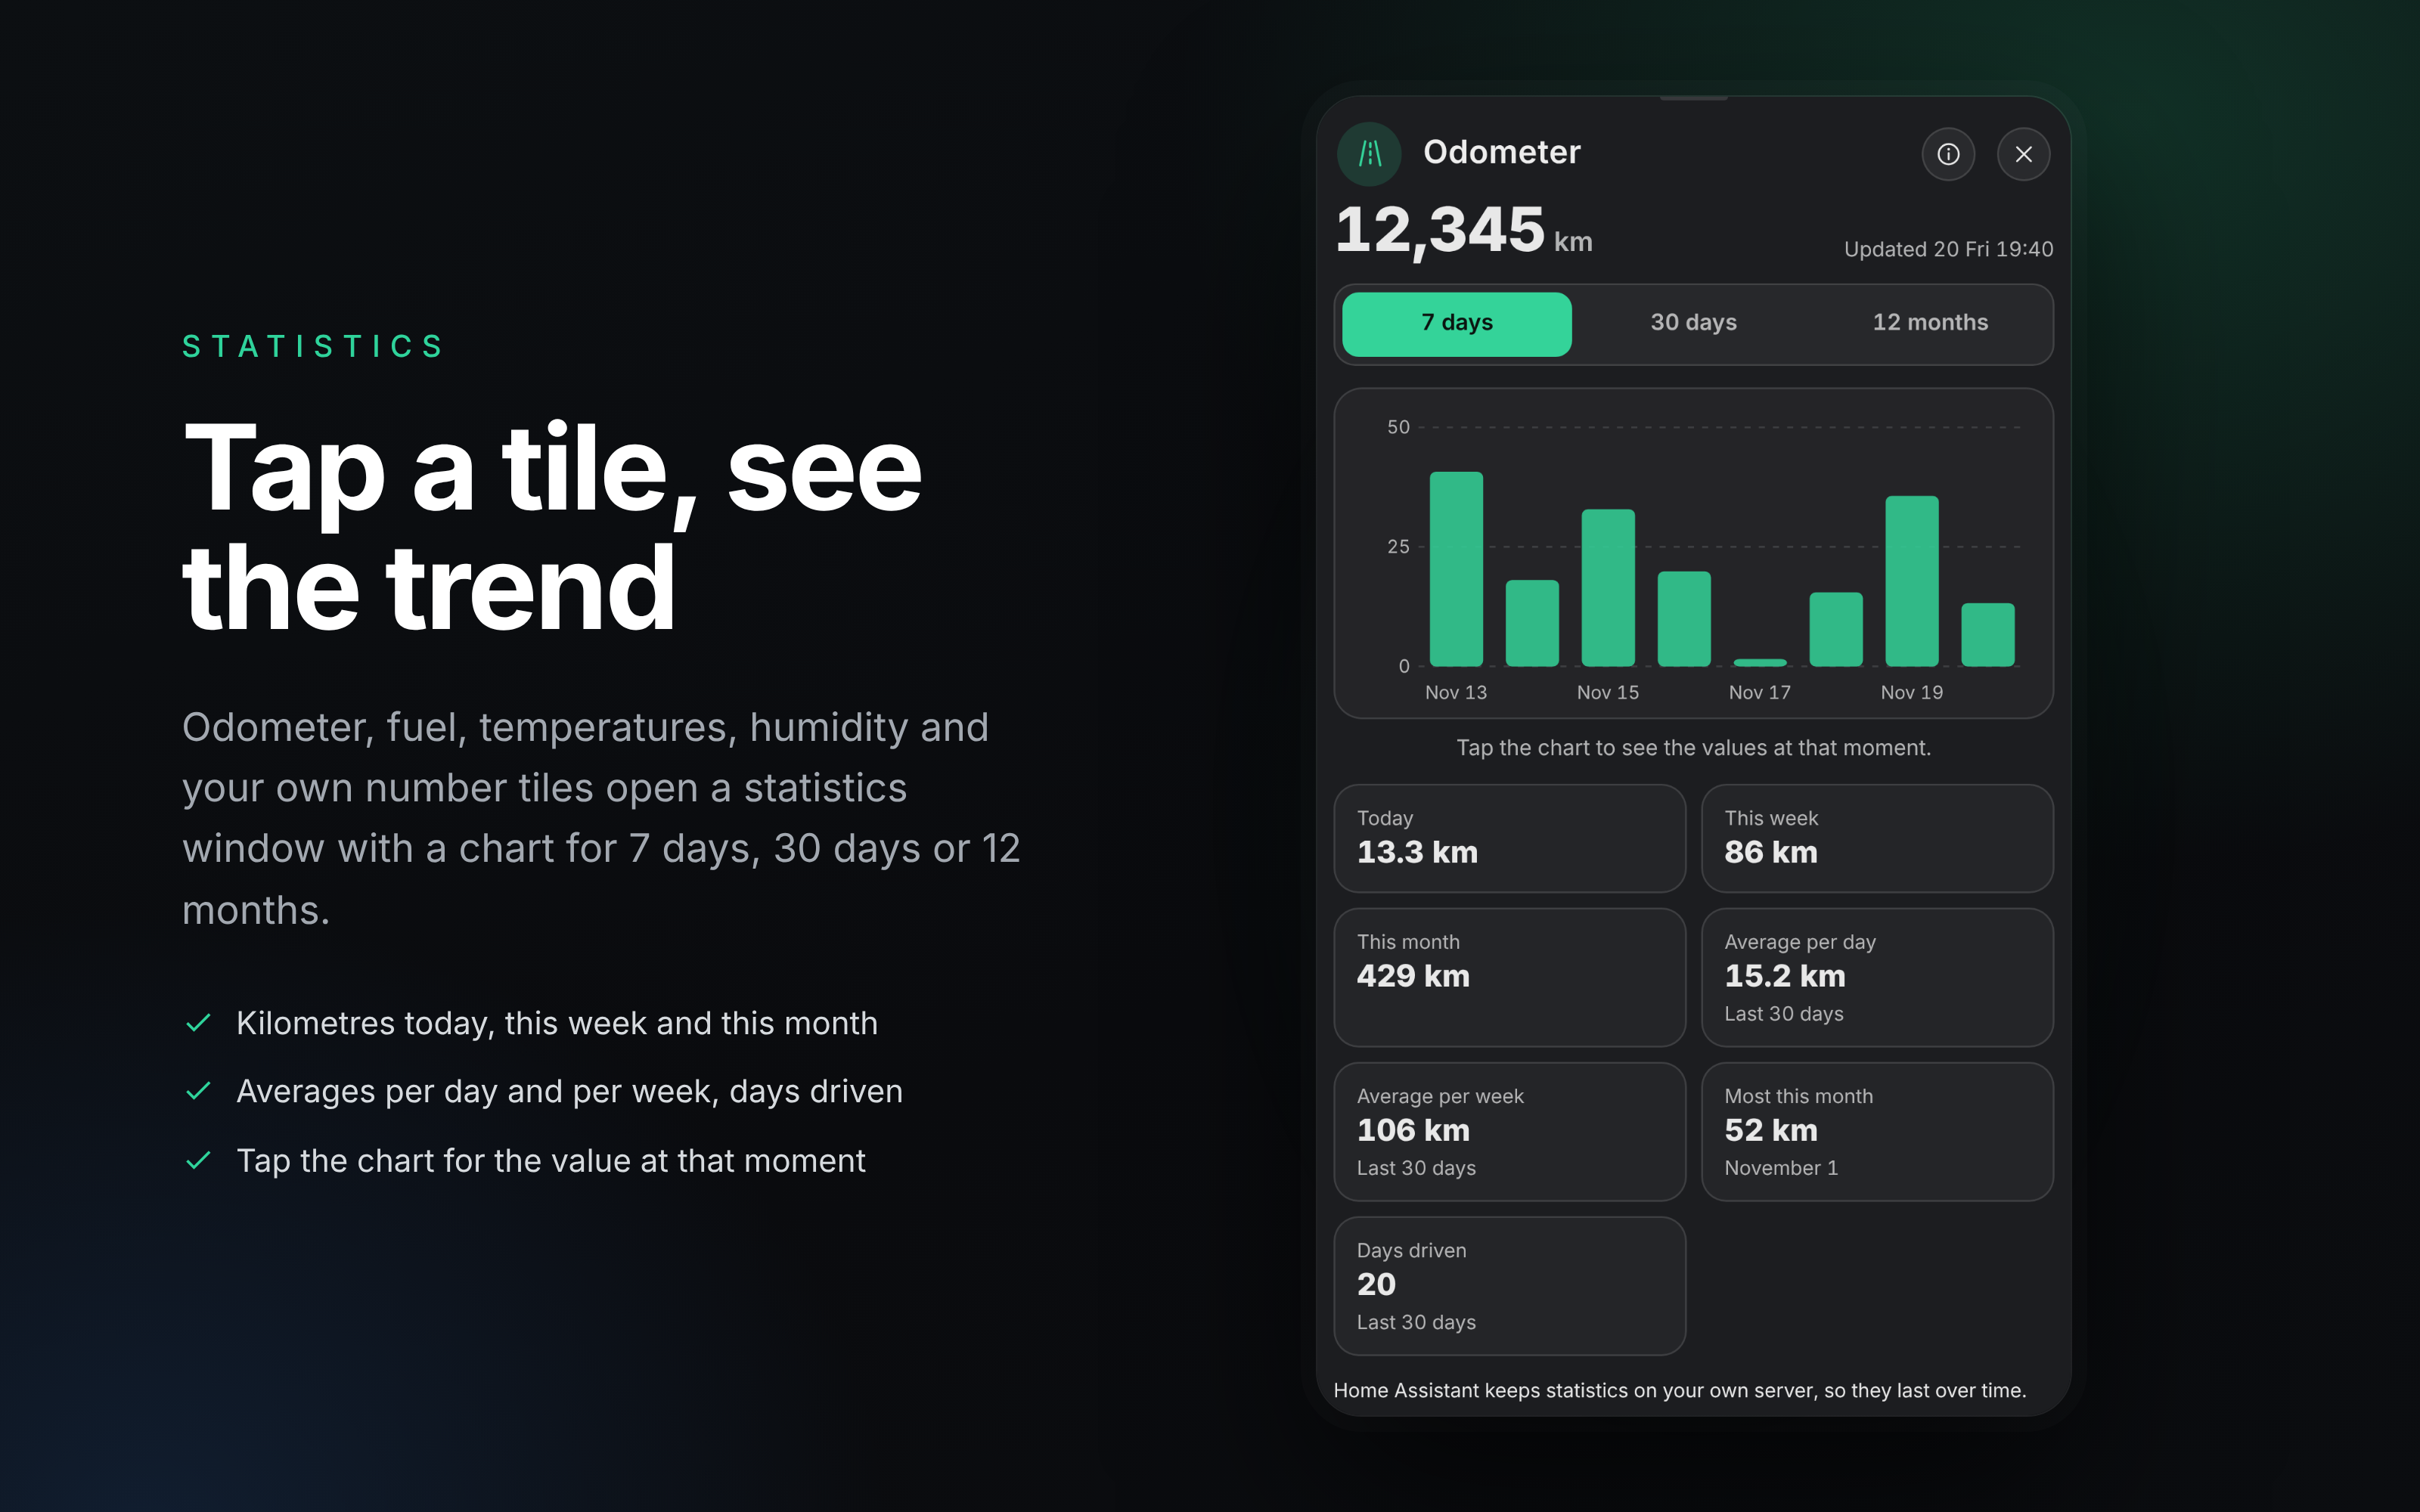 STATISTICS
Tap a tile, see
the trend
Odometer, fuel, temperatures, humidity and
your own number tiles open a statistics
window with a chart for 7 days, 30 days or 12
months.
Kilometres today, this week and this month
Averages per day and per week, days driven
Tap the chart for the value at that moment
Odometer
12,345 km
Updated 20 Fri 19:40
7 days
30 days
12 months
50
25
0
Nov 13
Nov 15
Nov 17
Nov 19
Tap the chart to see the values at that moment.
Today
13.3 km
This week
86 km
This month
429 km
Average per day
15.2 km
Last 30 days
Average per week
106 km
Last 30 days
Most this month
52 km
November 1
Days driven
20
Last 30 days
Home Assistant keeps statistics on your own server, so they last over time.